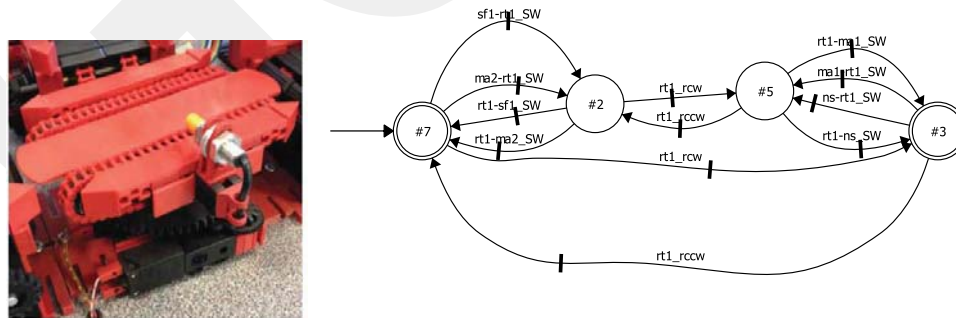 sf1-rt1_SW
rt1-ma1_SW
ma2-rt1_SW
ma1-rt1_SW
rt1_rcw
ns-rt1_SW
rt1-sf1_SW
#2
#5
rt1_rccw
#7
#3
rt1-ma2_SW
rt1-ns_SW
rt1_rcw
rt1_rccw